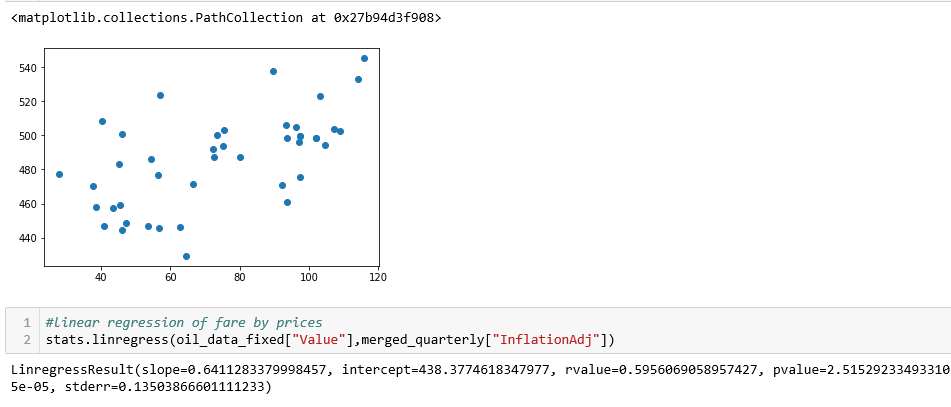 <matplotlib.collections.PathCollection at 0x27b94d3f908>
540
520
500
480
460
440
40 60 80 100 120
1 #linear regression of fare by prices
2 stats.linregress(oil_data_fixed["Value"],merged_quarterly["InflationAdj"])
LinregressResult(slope=0.6411283379998457, intercept=438.3774618347977, rvalue=0.5956069058957427, pvalue=2.51529233493310
5e-05, stderr=0.13503866601111233)